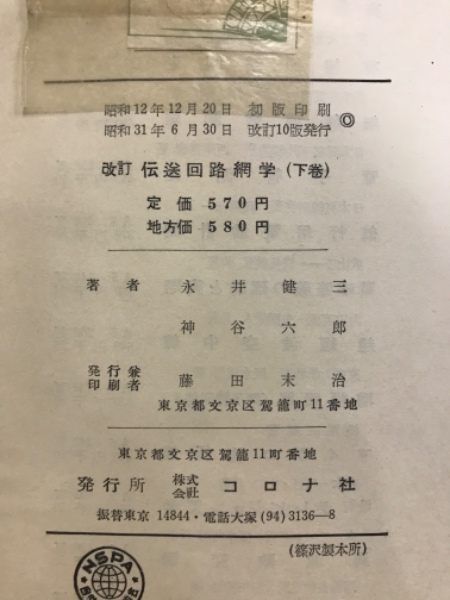 昭和12年12月20日 初版印刷
昭和31年6月30日 改訂10版発行
改訂 伝送回路網学(下巻)
定価 570円
地方価 580円
著者 永井健三
神谷六郎
発行兼
印刷者 藤田末治
東京都文京区駕籠町11番地
東京都文京区駕籠町11町番地
発行所 株式会社 コロナ社
振替東京 14844・電話大塚(94)3136-8
(篠沢製本所)
NSPA